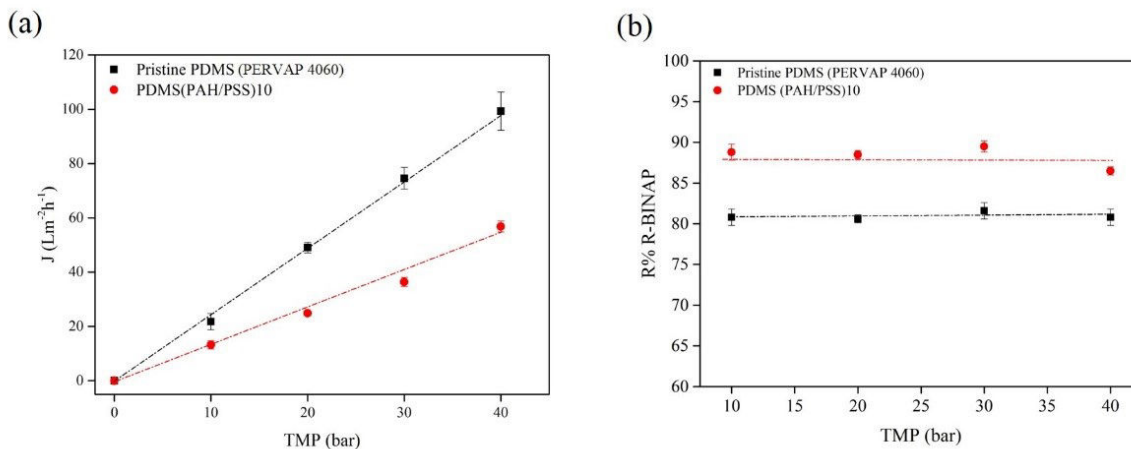 (a)
120
100
80
60
40
20
0
J (Lm⁻²h⁻¹)
Pristine PDMS (PERVAP 4060)
PDMS(PAH/PSS)10
0 10 20 30 40
TMP (bar)
(b)
100
95
90
85
80
75
70
65
60
R% R-BINAP
Pristine PDMS (PERVAP 4060)
PDMS (PAH/PSS)10
10 15 20 25 30 35 40
TMP (bar)